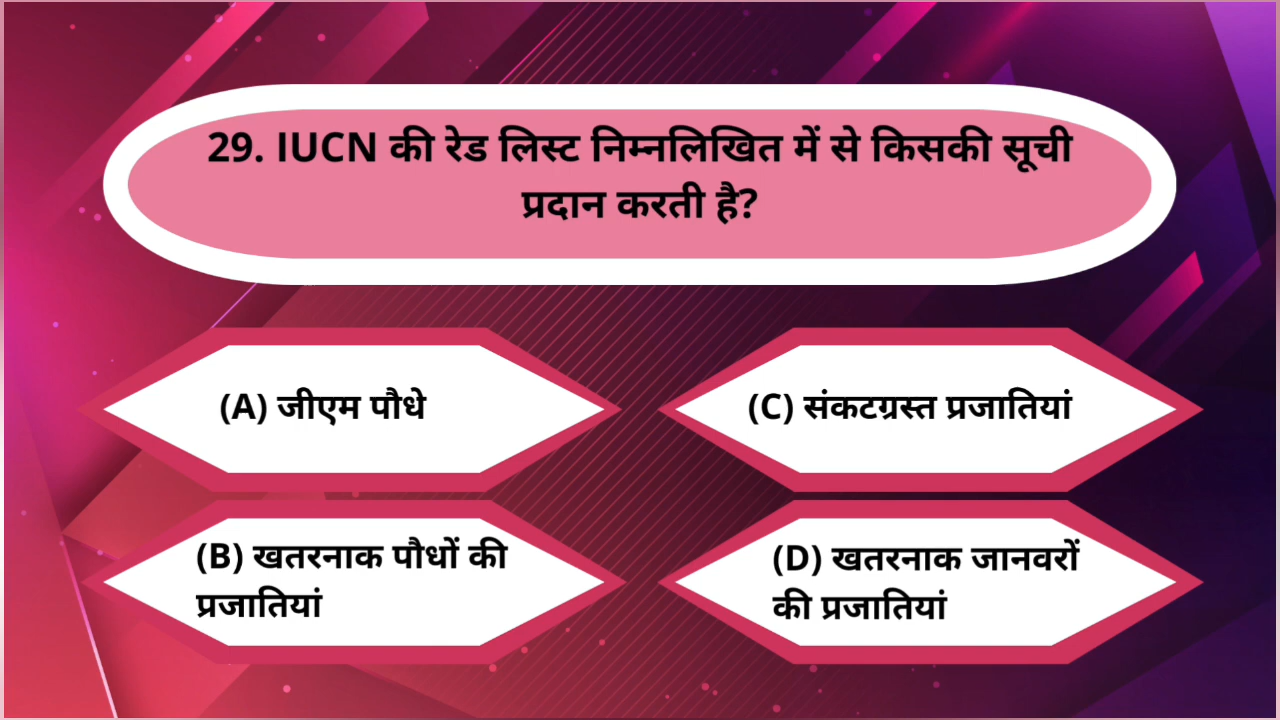 29. IUCN की रेड लिस्ट निम्नलिखित में से किसकी सूची
प्रदान करती है?
(A) जीएम पौधे
(C) संकटग्रस्त प्रजातियां
(B) खतरनाक पौधों की
प्रजातियां
(D) खतरनाक जानवरों
की प्रजातियां